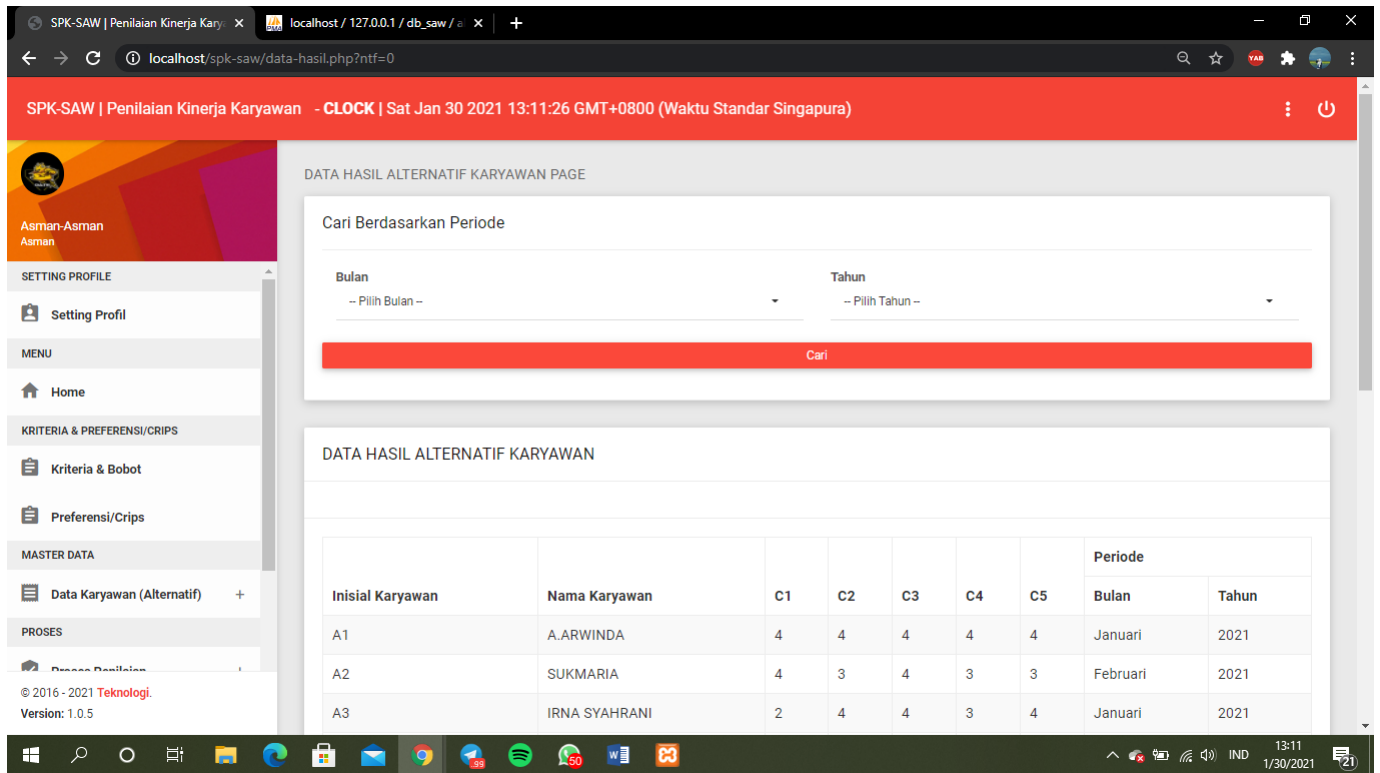 SPK-SAW | Penilaian Kinerja Kary
localhost / 127.0.0.1 / db_saw / a
localhost/spk-saw/data-hasil.php?ntf=0
YAB
SPK-SAW | Penilaian Kinerja Karyawan - CLOCK | Sat Jan 30 2021 13:11:26 GMT+0800 (Waktu Standar Singapura)
Asman-Asman
Asman
SETTING PROFILE
Setting Profil
MENU
Home
KRITERIA & PREFERENSI/CRIPS
Kriteria & Bobot
Preferensi/Crips
MASTER DATA
Data Karyawan (Alternatif) +
PROSES
Proses Penilaian
© 2016 - 2021 Teknologi.
Version: 1.0.5
DATA HASIL ALTERNATIF KARYAWAN PAGE
Cari Berdasarkan Periode
Bulan Tahun
-- Pilih Bulan -- -- Pilih Tahun --
Cari
DATA HASIL ALTERNATIF KARYAWAN
Periode
Inisial Karyawan Nama Karyawan C1 C2 C3 C4 C5 Bulan Tahun
A1 A.ARWINDA 4 4 4 4 4 Januari 2021
A2 SUKMARIA 4 3 4 3 3 Februari 2021
A3 IRNA SYAHRANI 2 4 4 3 4 Januari 2021
99 50 IND 13:11
1/30/2021 21